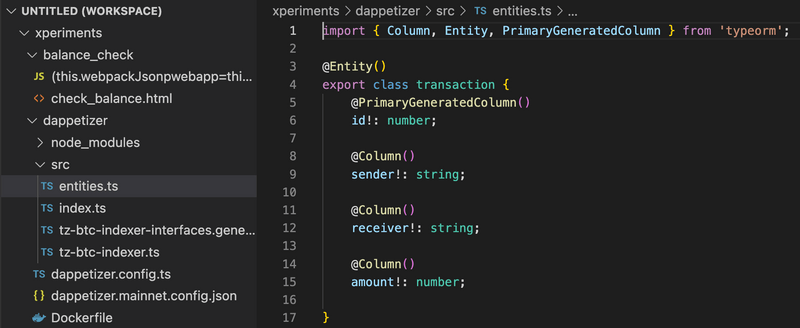 UNTITLED (WORKSPACE)
xperiments
balance_check
JS (this.webpackJsonpwebapp=thi...
<> check_balance.html
dappetizer
node_modules
src
TS entities.ts
TS index.ts
TS tz-btc-indexer-interfaces.gene...
TS tz-btc-indexer.ts
TS dappetizer.config.ts
{} dappetizer.mainnet.config.json
Dockerfile
xperiments > dappetizer > src > TS entities.ts > ...
1 import { Column, Entity, PrimaryGeneratedColumn } from 'typeorm';
2
3 @Entity()
4 export class transaction {
5 @PrimaryGeneratedColumn()
6 id!: number;
7
8 @Column()
9 sender!: string;
10
11 @Column()
12 receiver!: string;
13
14 @Column()
15 amount!: number;
16
17 }